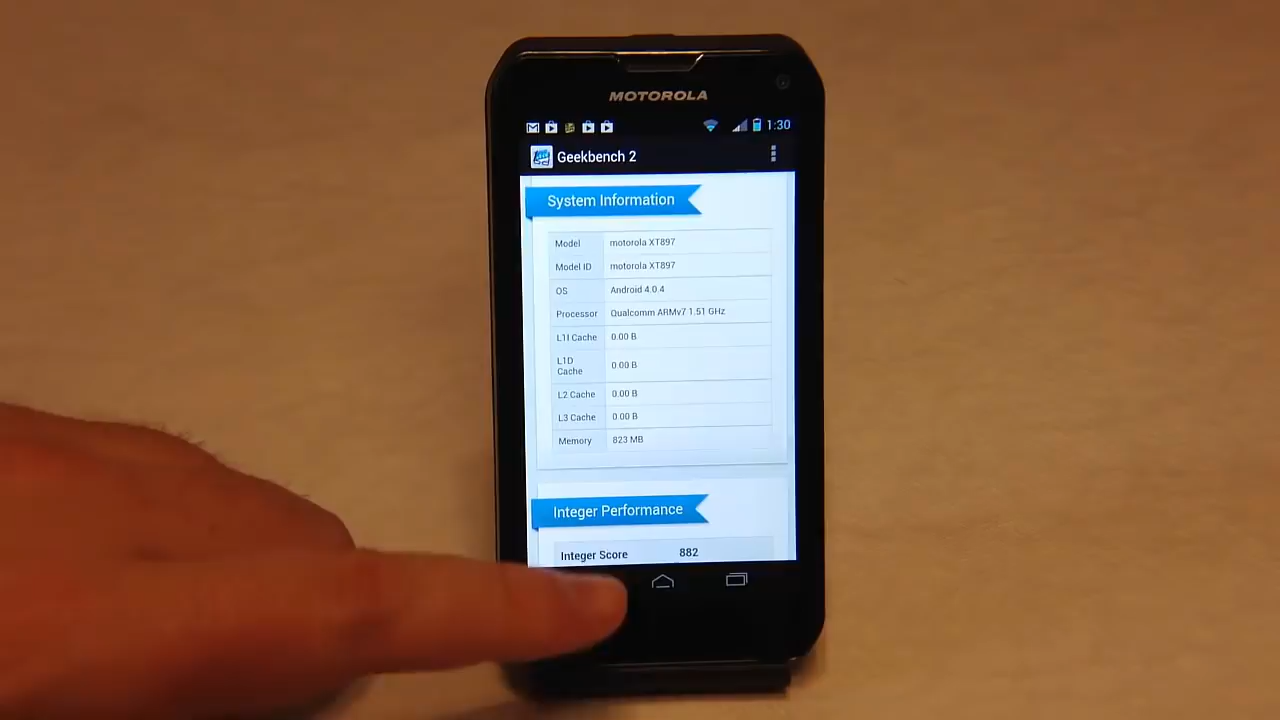 MOTOROLA
1:30
Geekbench 2
System Information
Model motorola XT897
Model ID motorola XT897
OS Android 4.0.4
Processor Qualcomm ARMv7 1.51 GHz
L1I Cache 0.00 B
L1D Cache 0.00 B
L2 Cache 0.00 B
L3 Cache 0.00 B
Memory 823 MB
Integer Performance
Integer Score 882